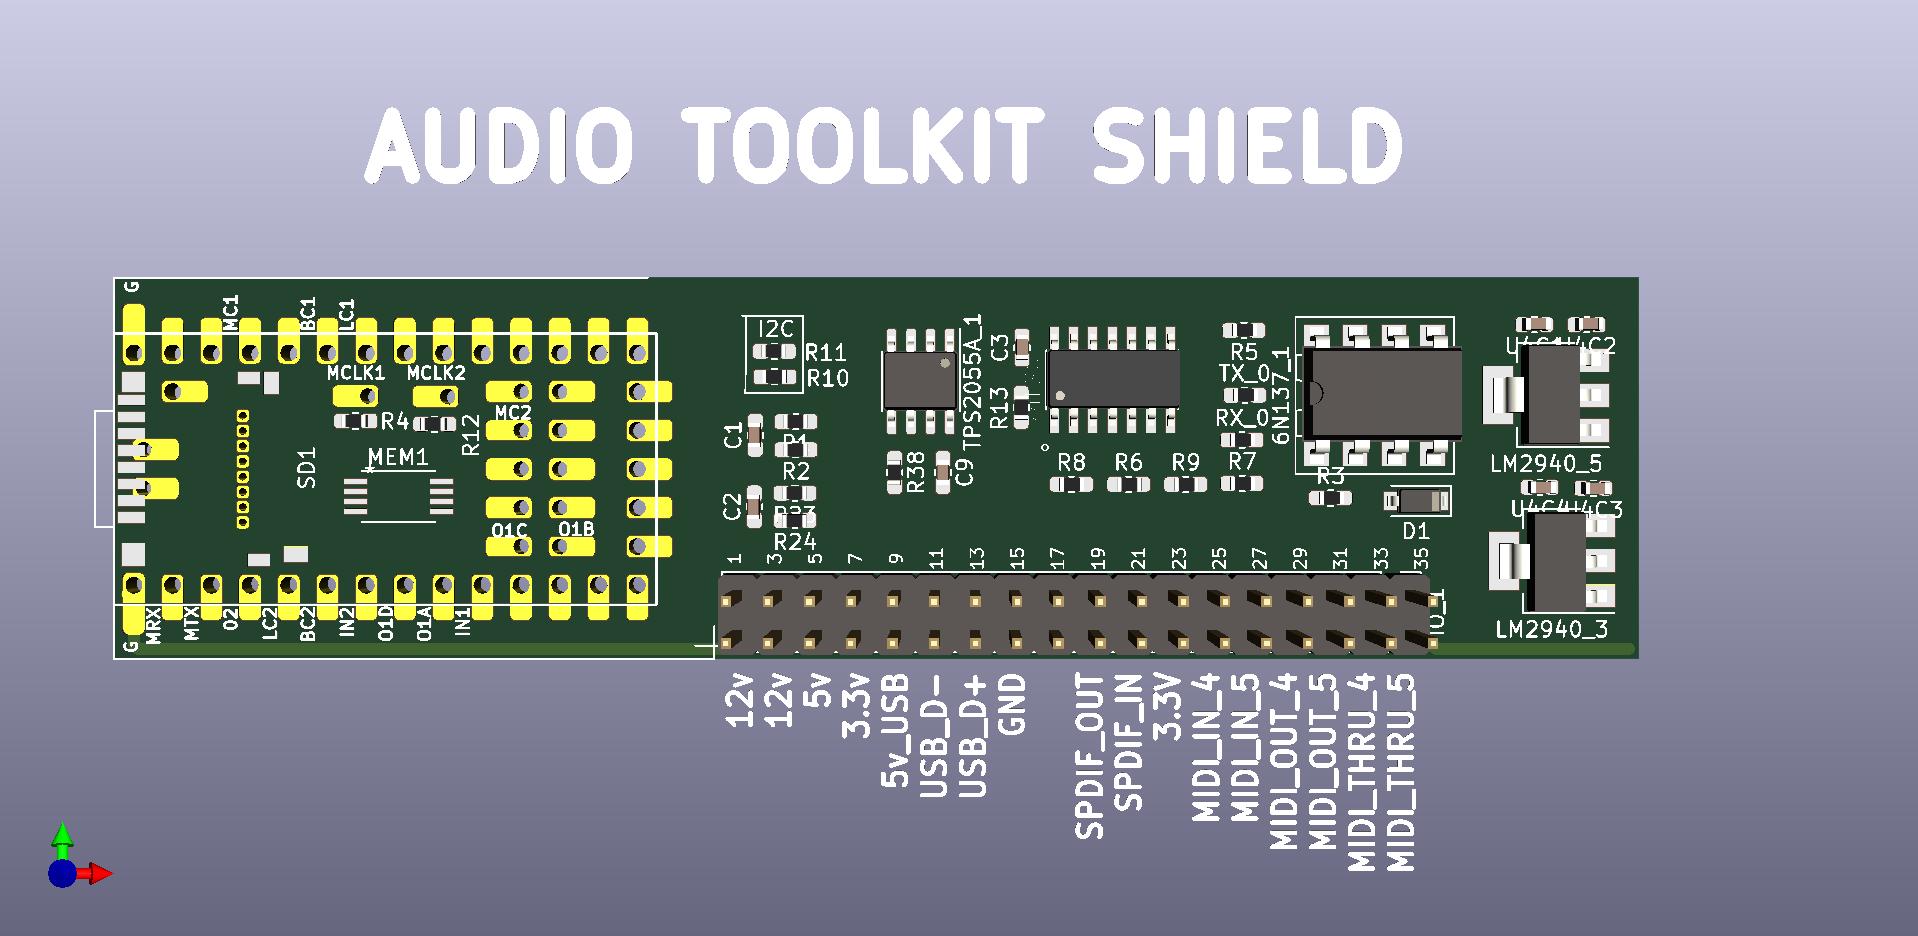 AUDIO TOOLKIT SHIELD
G
MC1
BC1
LC1
MCLK1
MCLK2
R4
R12
MC2
SD1
MEM1
O1C
O1B
MRX
MTX
O2
LC2
BC2
IN2
O1D
O1A
IN1
G
I2C
R11
R10
C1
R1
R2
C2
R23
R24
TPS2055A_1
R38
C9
C3
R13
R8
R6
R9
R5
TX_0
RX_0
R7
6N137_1
R3
D1
LM2940_5
LM2940_3
IO_1
1
3
5
7
9
11
13
15
17
19
21
23
25
27
29
31
33
35
12v
12v
5v
3.3v
5v_USB
USB_D-
USB_D+
GND
SPDIF_OUT
SPDIF_IN
3.3V
MIDI_IN_4
MIDI_IN_5
MIDI_OUT_4
MIDI_OUT_5
MIDI_THRU_4
MIDI_THRU_5